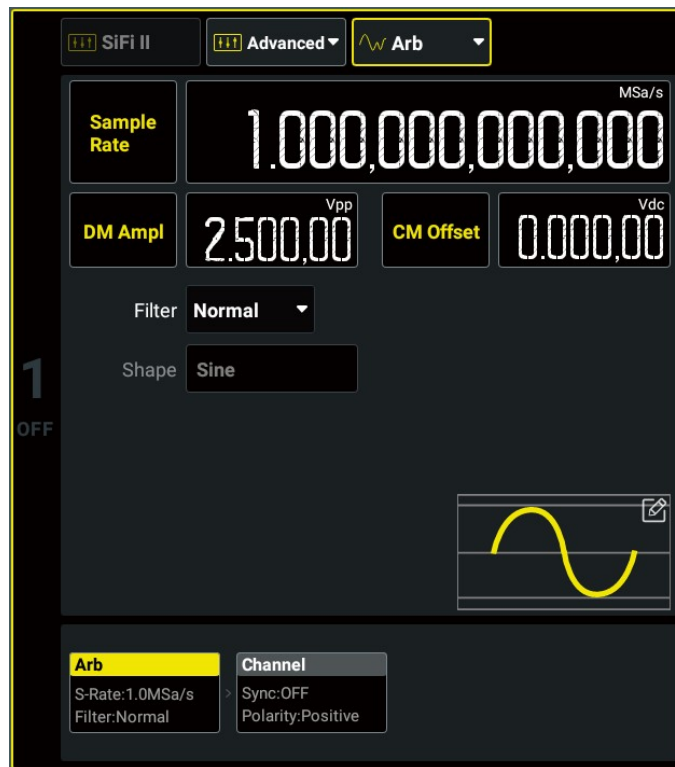 SiFi II
Advanced
Arb
Sample
Rate
MSa/s
1.000,000,000,000
DM Ampl
Vpp
2.500,00
CM Offset
Vdc
0.000,00
Filter
Normal
Shape
Sine
1
OFF
Arb
S-Rate:1.0MSa/s
Filter:Normal
>
Channel
Sync:OFF
Polarity:Positive